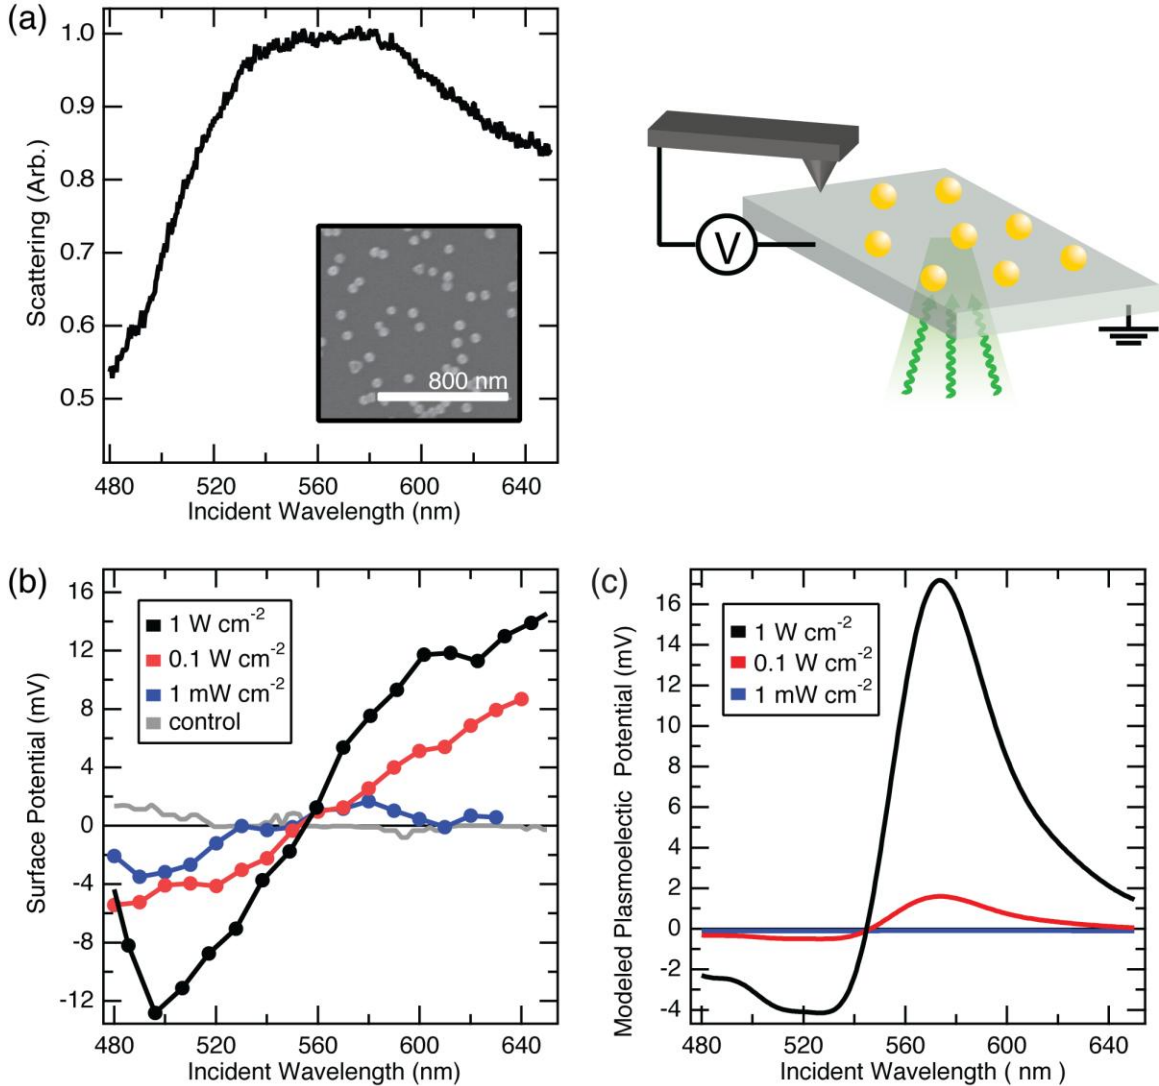 (a)
1.0
0.9
0.8
0.7
0.6
0.5
Scattering (Arb.)
800 nm
480 520 560 600 640
Incident Wavelength (nm)
V
(b)
16
12
8
4
0
-4
-8
-12
Surface Potential (mV)
1 W cm⁻²
0.1 W cm⁻²
1 mW cm⁻²
control
480 520 560 600 640
Incident Wavelength (nm)
(c)
16
14
12
10
8
6
4
2
0
-2
-4
Modeled Plasmoelectic Potential (mV)
1 W cm⁻²
0.1 W cm⁻²
1 mW cm⁻²
480 520 560 600 640
Incident Wavelength ( nm )